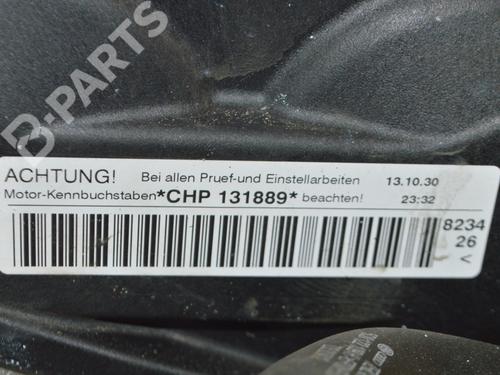 B-PARTS
ACHTUNG! Bei allen Pruef-und Einstellarbeiten 13.10.30
Motor-Kennbuchstaben *CHP 131889* beachten! 23:32
8234
26
<